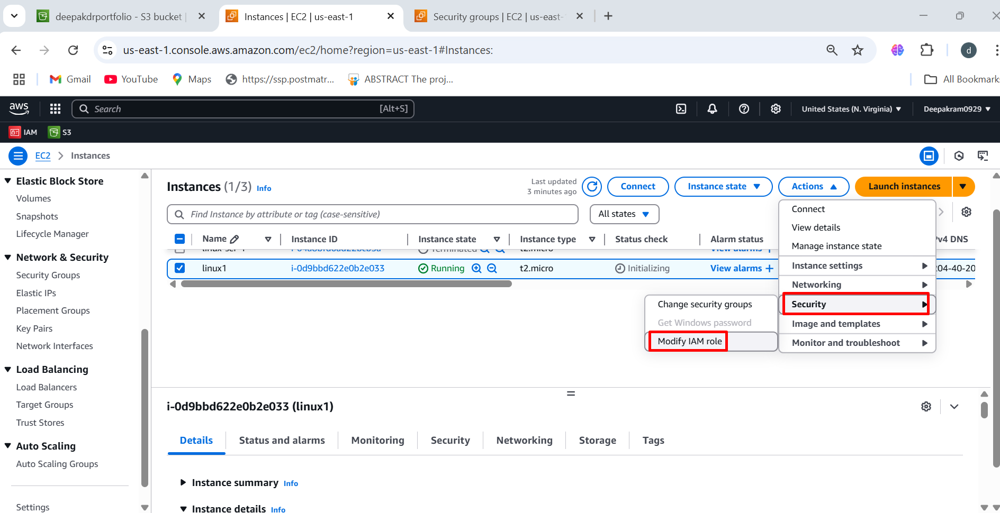 deepakdrportfolio - S3 bucket |
Instances | EC2 | us-east-1
Security groups | EC2 | us-east-
us-east-1.console.aws.amazon.com/ec2/home?region=us-east-1#Instances:
d
Gmail
YouTube
Maps
https://ssp.postmatr...
ABSTRACT The proj...
All Bookmarks
aws
Search
[Alt+S]
United States (N. Virginia)
Deepakram0929
IAM
S3
EC2
Instances
Elastic Block Store
Volumes
Snapshots
Lifecycle Manager
Network & Security
Security Groups
Elastic IPs
Placement Groups
Key Pairs
Network Interfaces
Load Balancing
Load Balancers
Target Groups
Trust Stores
Auto Scaling
Auto Scaling Groups
Settings
Instances (1/3) Info
Last updated
3 minutes ago
Connect
Instance state
Actions
Launch instances
Find Instance by attribute or tag (case-sensitive)
All states
Name
Instance ID
Instance state
Instance type
Status check
Alarm status
v4 DNS
Terminated
t2.micro
View alarms +
linux1
i-0d9bbd622e0b2e033
Running
t2.micro
Initializing
View alarms +
204-40-20
Connect
View details
Manage instance state
Instance settings
Networking
Security
Image and templates
Monitor and troubleshoot
Change security groups
Get Windows password
Modify IAM role
i-0d9bbd622e0b2e033 (linux1)
Details
Status and alarms
Monitoring
Security
Networking
Storage
Tags
Instance summary Info
Instance details Info